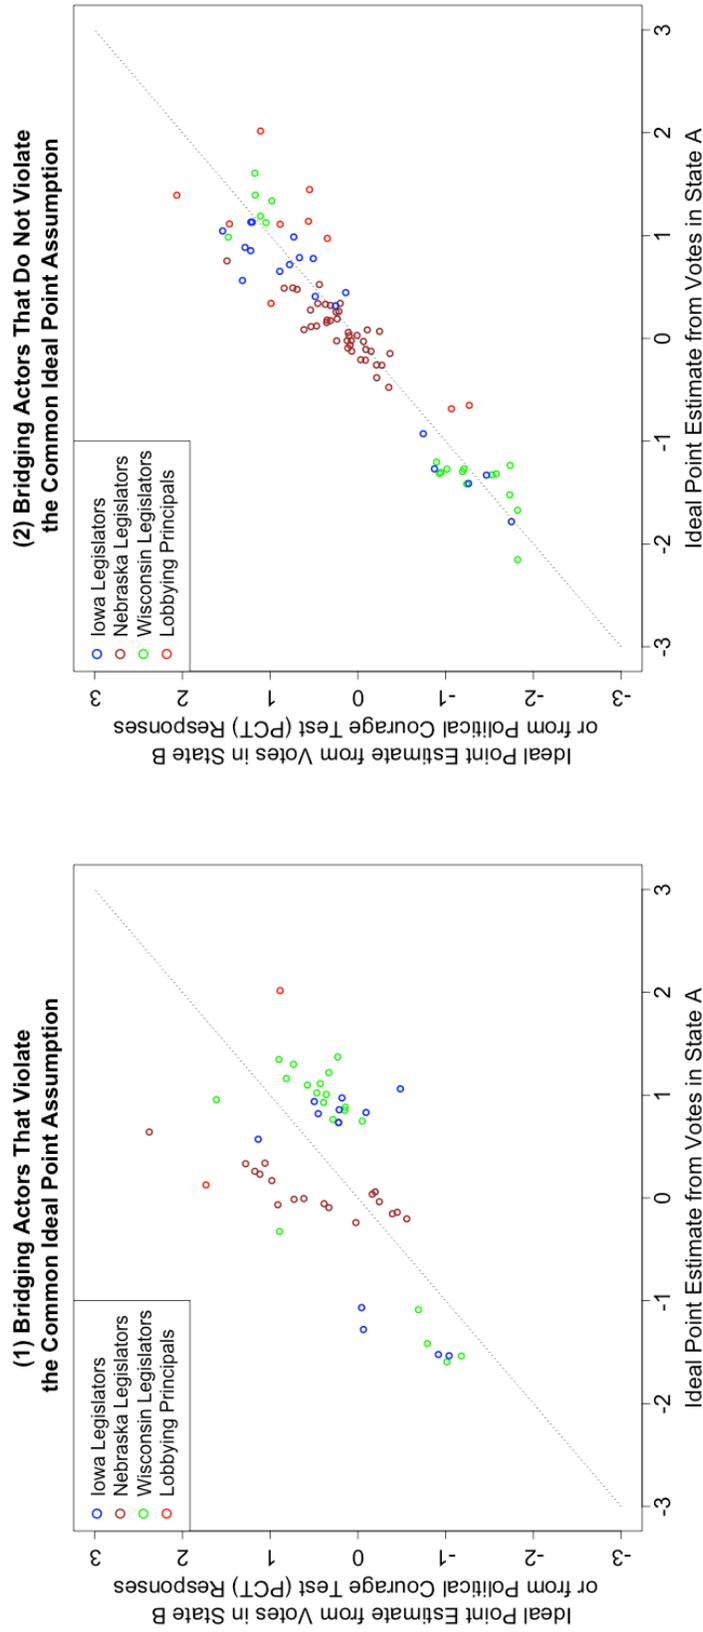 (1) Bridging Actors That Violate
the Common Ideal Point Assumption
Iowa Legislators
Nebraska Legislators
Wisconsin Legislators
Lobbying Principals
3
2
1
0
-1
-2
-3
Ideal Point Estimate from Votes in State B
or from Political Courage Test (PCT) Responses
-3
-2
-1
0
1
2
3
Ideal Point Estimate from Votes in State A
(2) Bridging Actors That Do Not Violate
the Common Ideal Point Assumption
Iowa Legislators
Nebraska Legislators
Wisconsin Legislators
Lobbying Principals
3
2
1
0
-1
-2
-3
Ideal Point Estimate from Votes in State B
or from Political Courage Test (PCT) Responses
-3
-2
-1
0
1
2
3
Ideal Point Estimate from Votes in State A